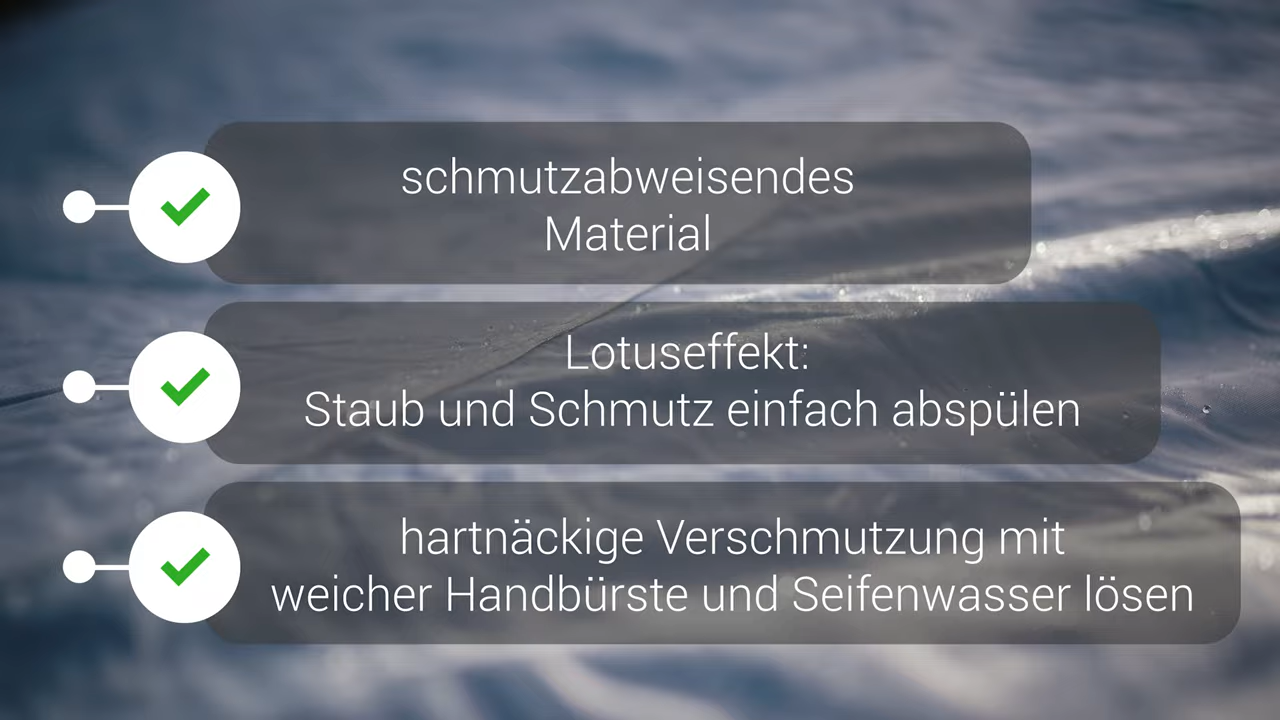 schmutzabweisendes
Material
Lotuseffekt:
Staub und Schmutz einfach abspülen
hartnäckige Verschmutzung mit
weicher Handbürste und Seifenwasser lösen